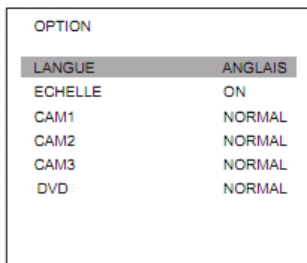 OPTION
LANGUE ANGLAIS
ECHELLE ON
CAM1 NORMAL
CAM2 NORMAL
CAM3 NORMAL
DVD NORMAL